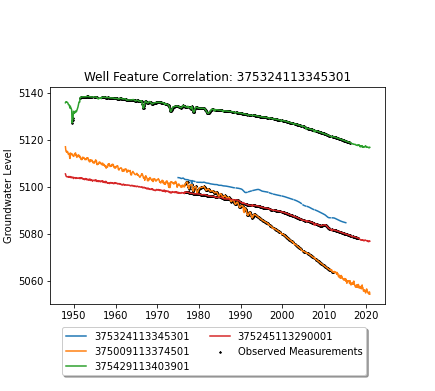 Well Feature Correlation: 375324113345301
5140
5120
5100
5080
5060
Groundwater Level
1950 1960 1970 1980 1990 2000 2010 2020
375324113345301 375245113290001
375009113374501 Observed Measurements
375429113403901